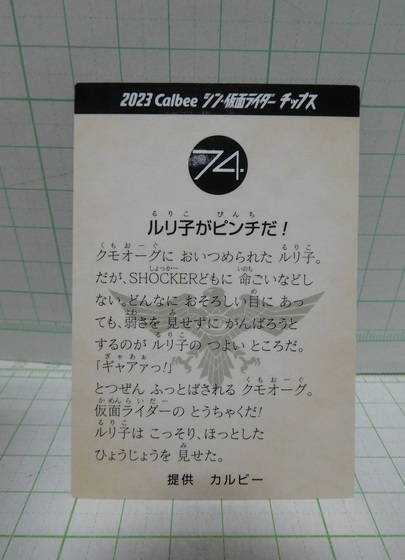 2023 Calbee シン・仮面ライダー チップス
74.
ルリ子がピンチだ!
クモオーグに おいつめられた ルリ子。
だが、SHOCKERどもに 命ごいなどし
ない。どんなに おそろしい目に あっ
ても、弱さを 見せずに がんばろうと
するのが ルリ子の つよい ところだ。
「ギャアァっ!」
とつぜん ふっとばされる クモオーグ。
仮面ライダーの とうちゃくだ!
ルリ子は こっそり、ほっとした
ひょうじょうを 見せた。
提供 カルビー